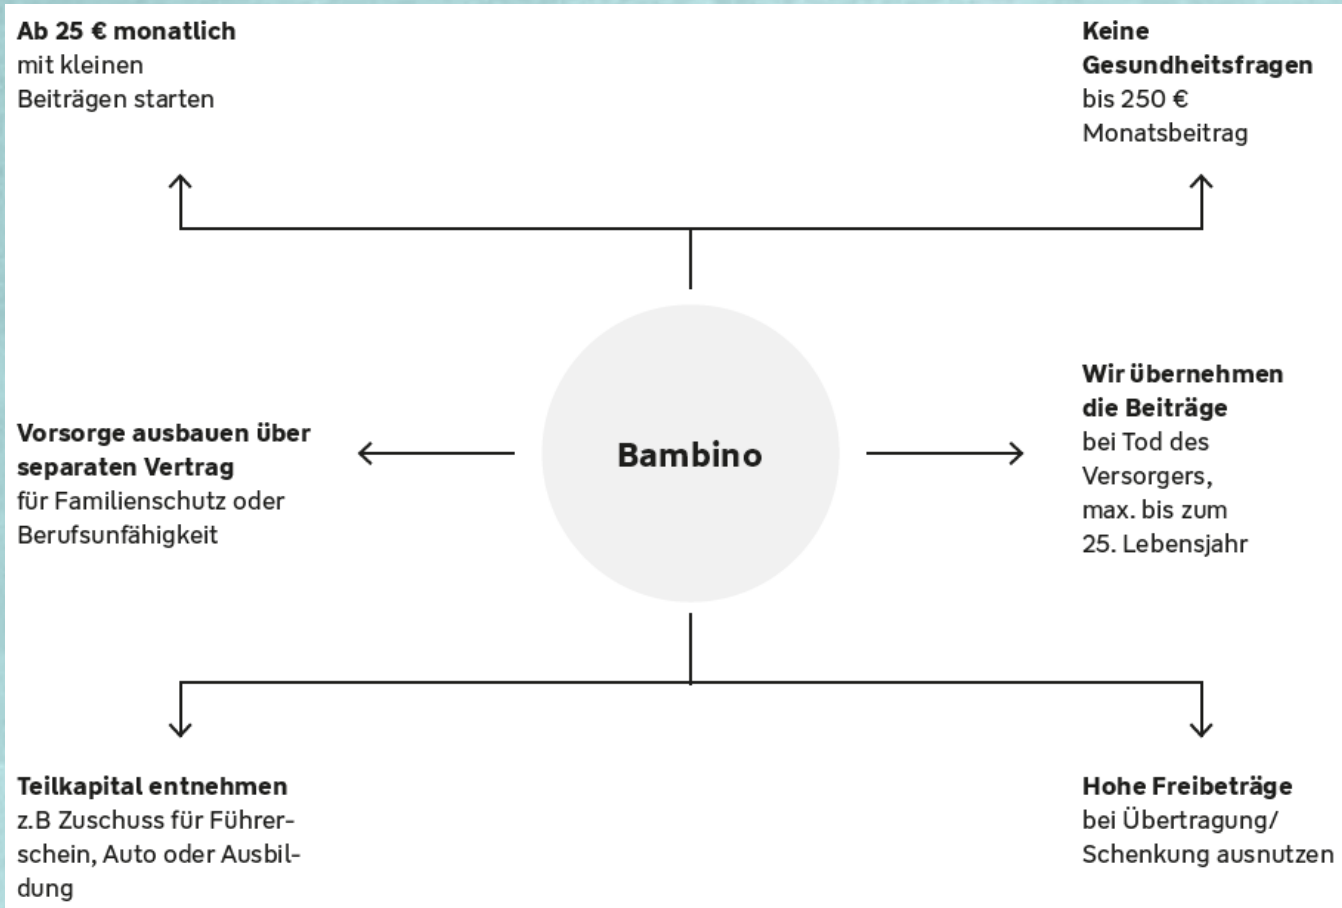 Ab 25 € monatlich
mit kleinen
Beiträgen starten
Keine
Gesundheitsfragen
bis 250 €
Monatsbeitrag
Vorsorge ausbauen über
separaten Vertrag
für Familienschutz oder
Berufsunfähigkeit
Bambino
Wir übernehmen
die Beiträge
bei Tod des
Versorgers,
max. bis zum
25. Lebensjahr
Teilkapital entnehmen
z.B Zuschuss für Führer-
schein, Auto oder Ausbil-
dung
Hohe Freibeträge
bei Übertragung/
Schenkung ausnutzen